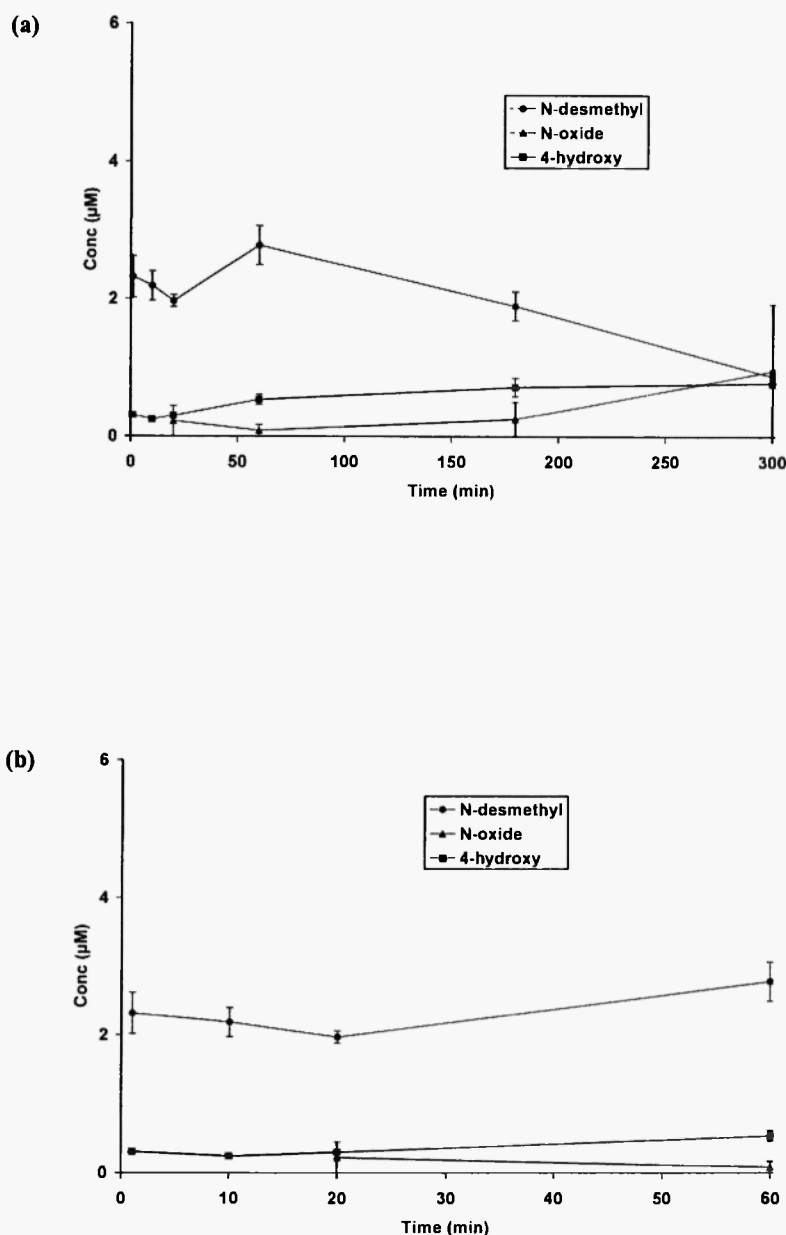 (a)
6
4
2
0
Conc (µM)
N-desmethyl
N-oxide
4-hydroxy
0 50 100 150 200 250 300
Time (min)
(b)
6
4
2
0
Conc (µM)
N-desmethyl
N-oxide
4-hydroxy
0 10 20 30 40 50 60
Time (min)